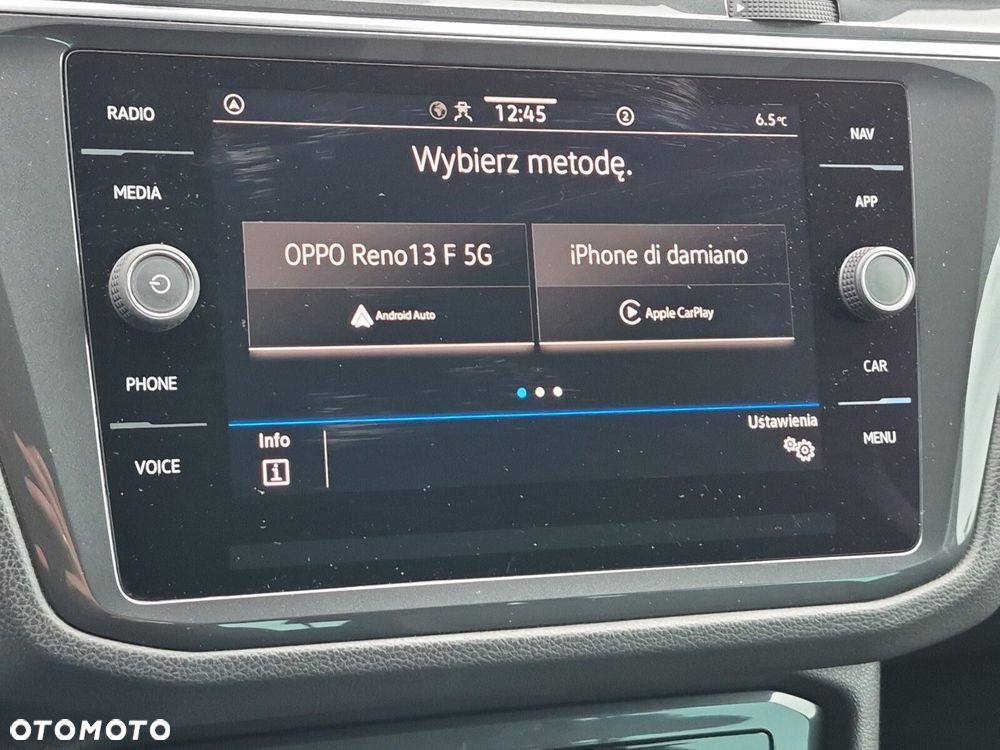 RADIO
MEDIA
PHONE
VOICE
12:45
2
6.5°C
Wybierz metodę.
OPPO Reno13 F 5G
Android Auto
iPhone di damiano
Apple CarPlay
Info
i
Ustawienia
NAV
APP
CAR
MENU
OTOMOTO